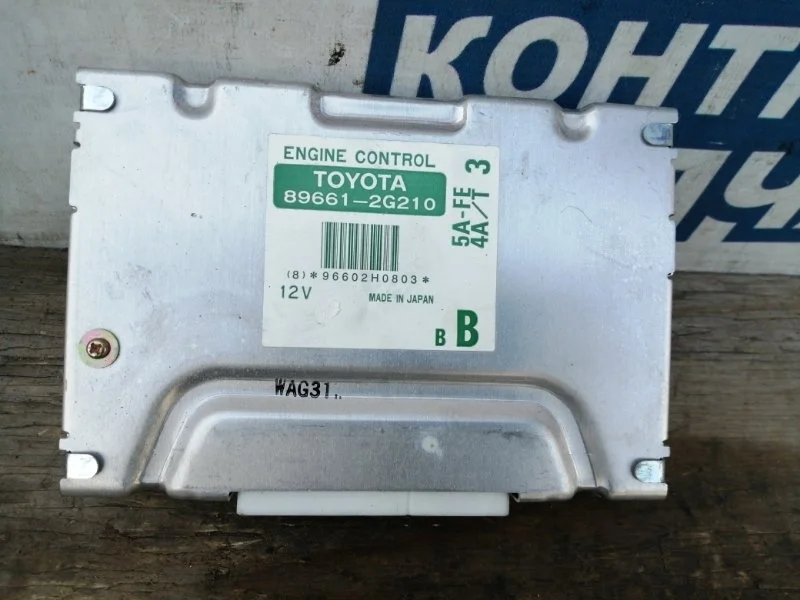 КОНТ
ENGINE CONTROL
TOYOTA
89661-2G210
5A-FE 3
4A/T
(8)*96602H0803*
12V
MADE IN JAPAN
B B
WAG31